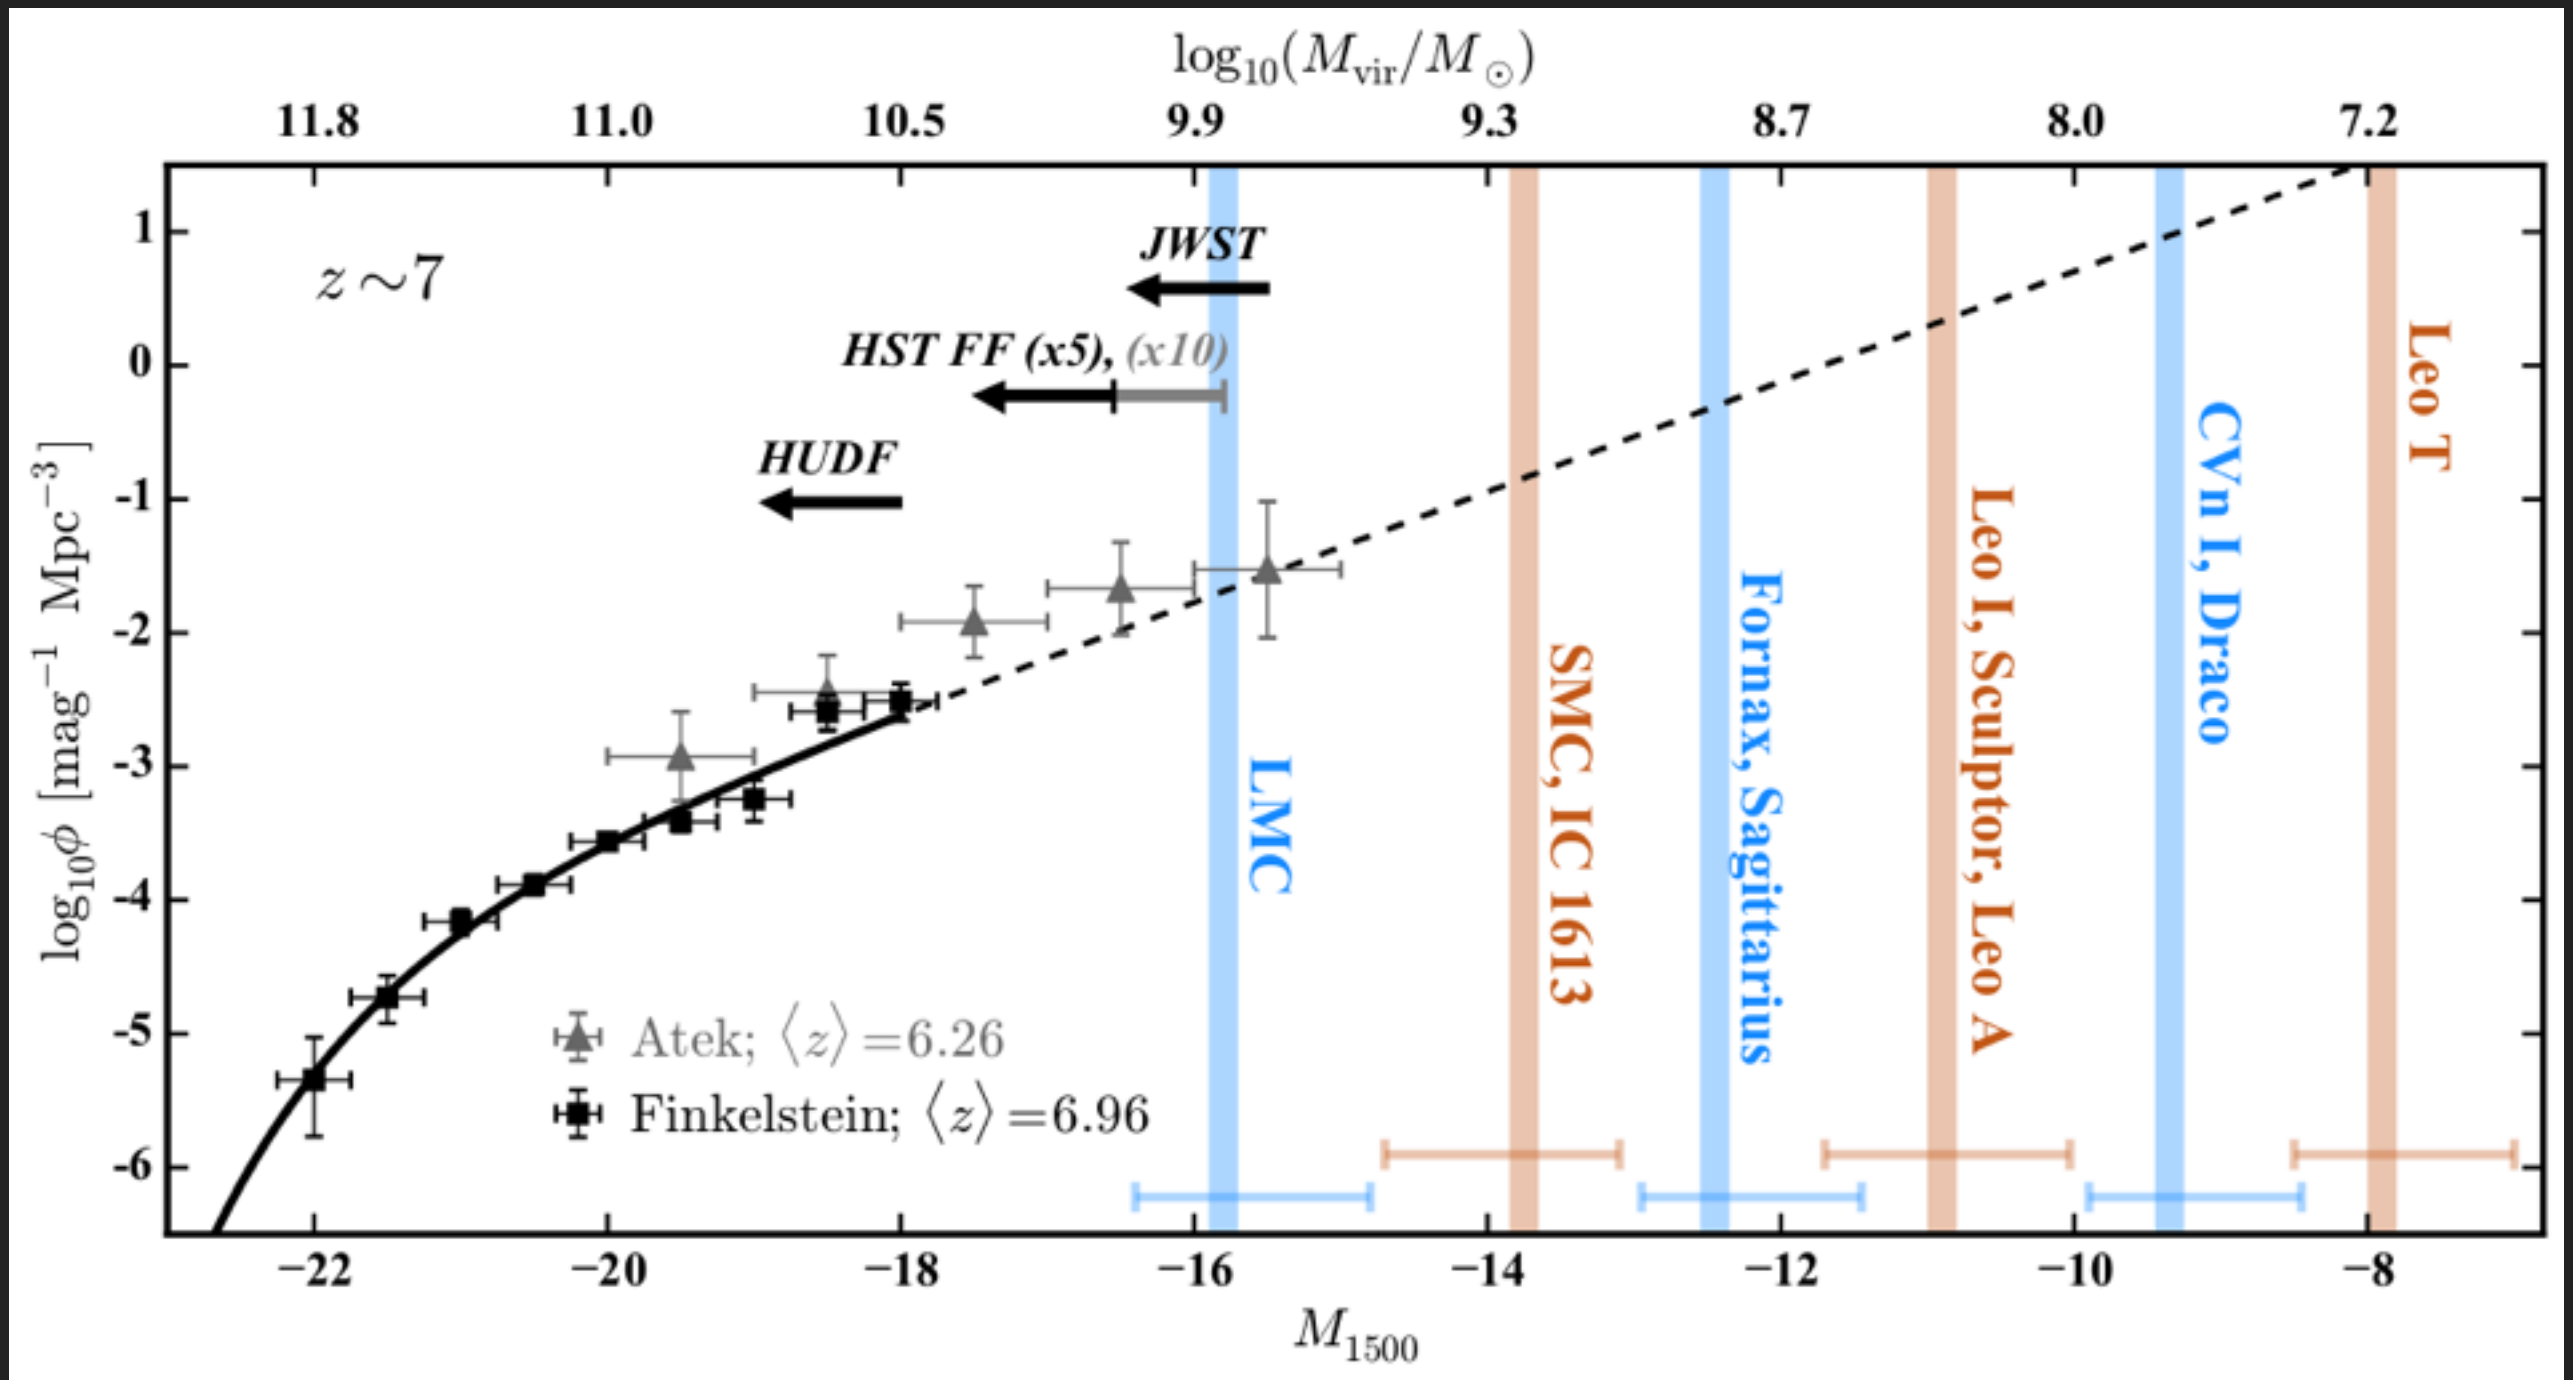 log₁₀(M_vir/M_⊙)
11.8 11.0 10.5 9.9 9.3 8.7 8.0 7.2
log₁₀ϕ [mag⁻¹ Mpc⁻³]
1
0
-1
-2
-3
-4
-5
-6
z∼7
JWST
HST FF (x5), (x10)
HUDF
LMC
SMC, IC 1613
Fornax, Sagittarius
Leo I, Sculptor, Leo A
CVn I, Draco
Leo T
Atek; ⟨z⟩=6.26
Finkelstein; ⟨z⟩=6.96
−22 −20 −18 −16 −14 −12 −10 −8
M₁₅₀₀